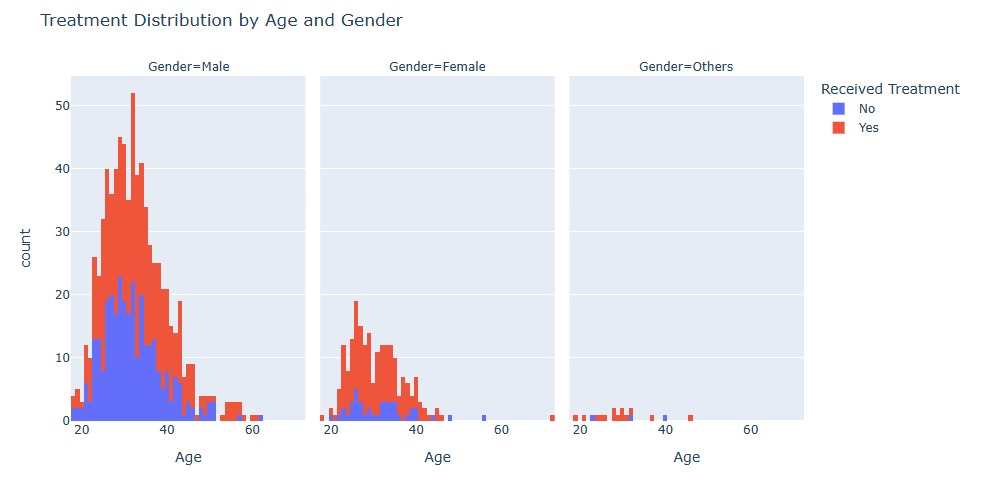 Treatment Distribution by Age and Gender
Gender=Male
Gender=Female
Gender=Others
Received Treatment
No
Yes
count
50
40
30
20
10
0
20 40 60
20 40 60
20 40 60
Age
Age
Age